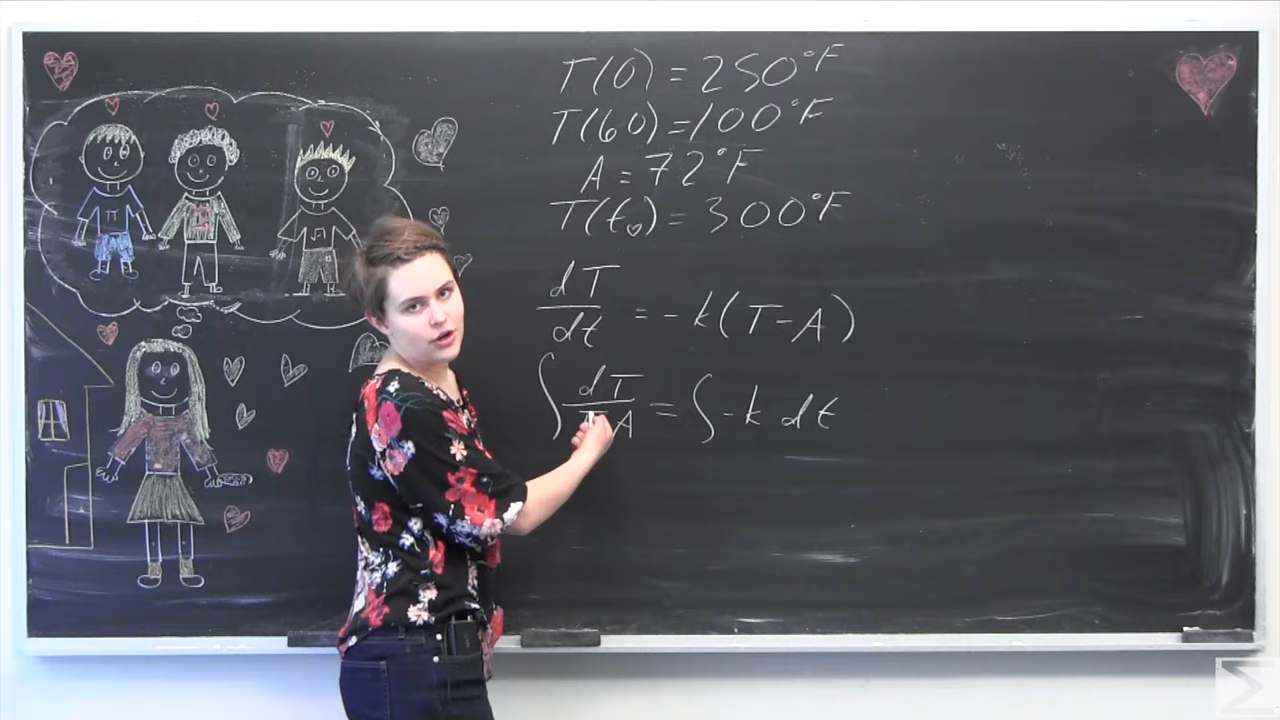 T(0) = 250°F
T(60) = 100°F
A = 72°F
T(t♡) = 300°F
dT/dt = -k(T-A)
∫ dT/T-A = ∫ -k dt
π
√π
Σ